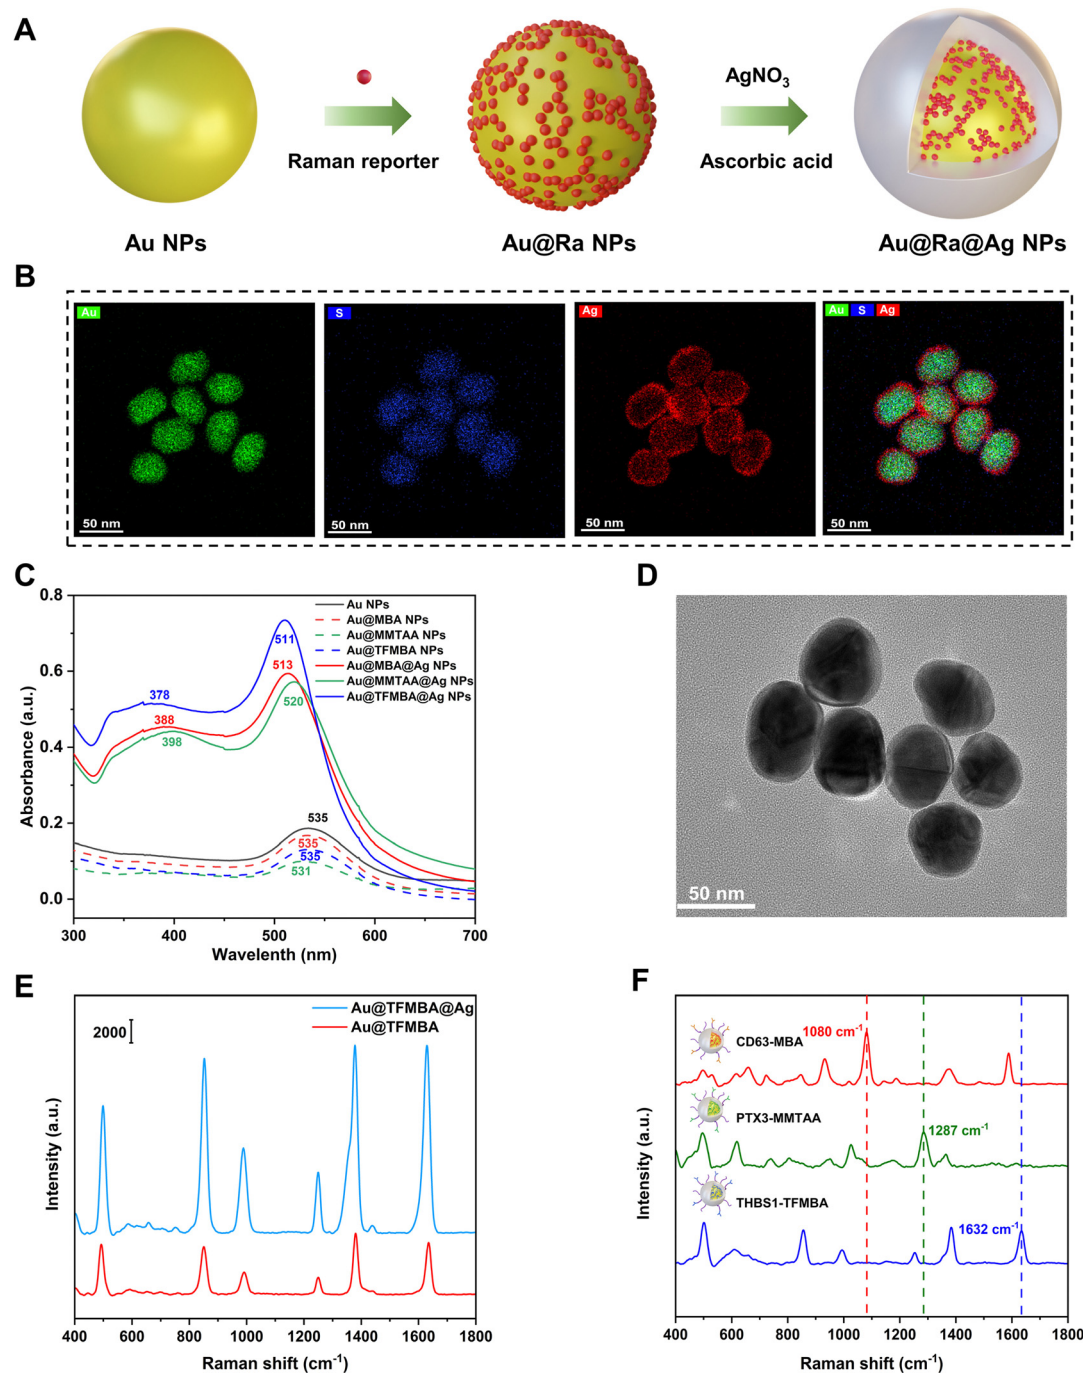 A
Raman reporter
AgNO3
Ascorbic acid
Au NPs
Au@Ra NPs
Au@Ra@Ag NPs
B
Au
S
Ag
Au S Ag
50 nm
50 nm
50 nm
50 nm
C
Absorbance (a.u.)
0.8
0.6
0.4
0.2
0.0
Au NPs
Au@MBA NPs
Au@MMTAA NPs
Au@TFMBA NPs
Au@MBA@Ag NPs
Au@MMTAA@Ag NPs
Au@TFMBA@Ag NPs
511
513
520
378
388
398
535
535
535
531
300 400 500 600 700
Wavelenth (nm)
D
50 nm
E
Intensity (a.u.)
2000
Au@TFMBA@Ag
Au@TFMBA
400 600 800 1000 1200 1400 1600 1800
Raman shift (cm-1)
F
Intensity (a.u.)
CD63-MBA
1080 cm-1
PTX3-MMTAA
1287 cm-1
THBS1-TFMBA
1632 cm-1
400 600 800 1000 1200 1400 1600 1800
Raman shift (cm-1)